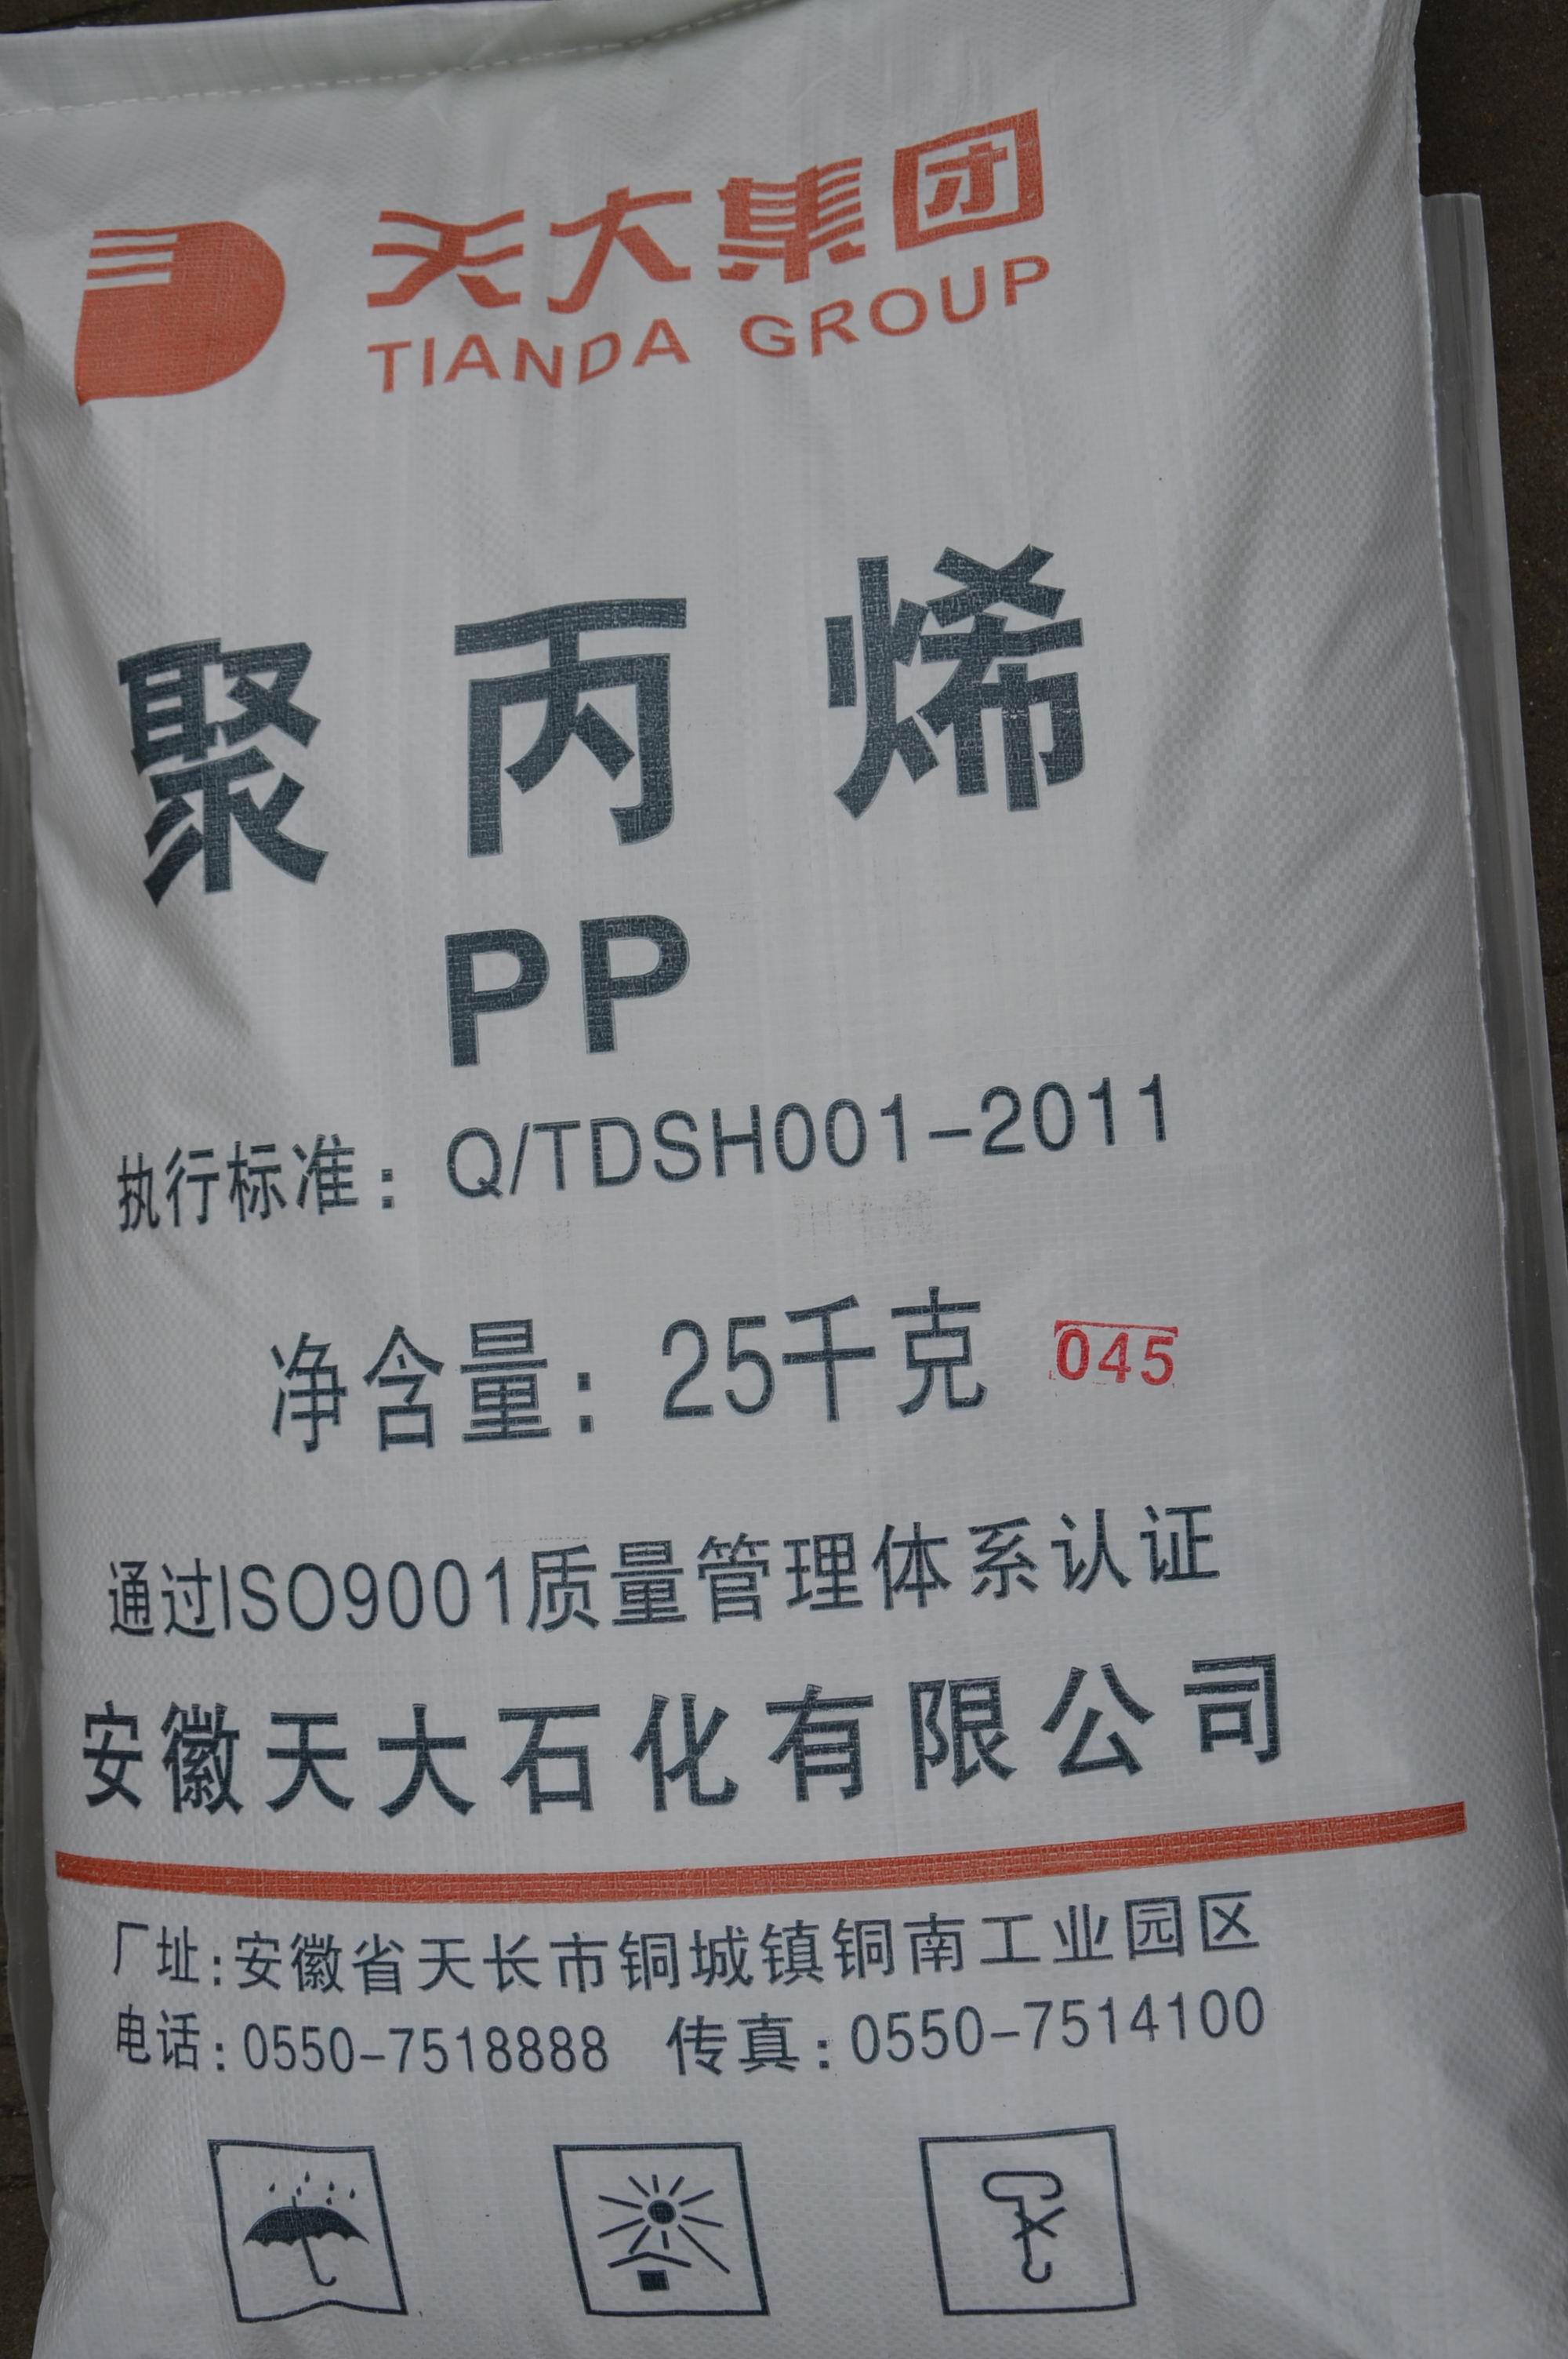 天大集团
TIANDA GROUP
聚丙烯
PP
执行标准：Q/TDSH001-2011
净含量：25千克
045
通过ISO9001质量管理体系认证
安徽天大石化有限公司
厂址：安徽省天长市铜城镇铜南工业园区
电话：0550-7518888 传真：0550-7514100